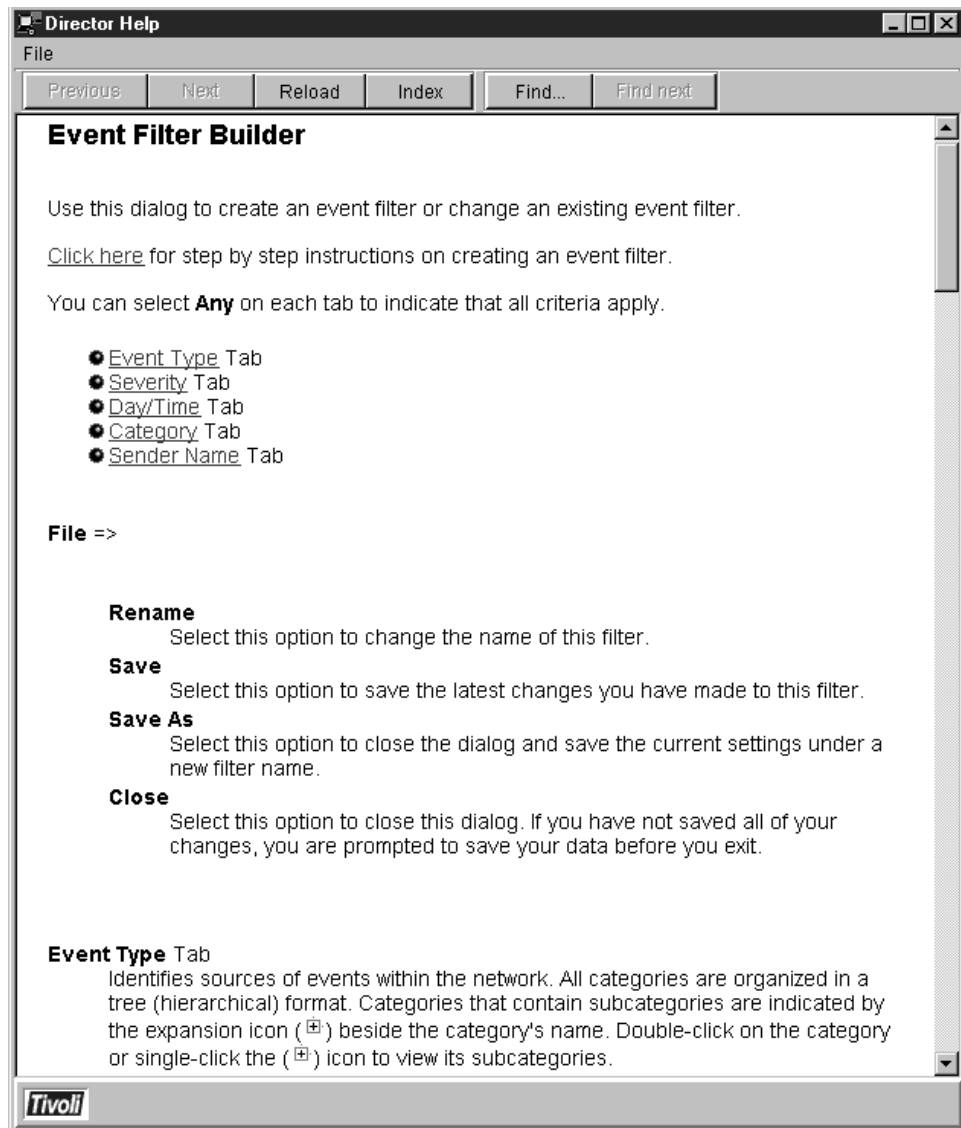 Director Help
File
Previous Next Reload Index Find... Find next
Event Filter Builder
Use this dialog to create an event filter or change an existing event filter.
Click here for step by step instructions on creating an event filter.
You can select Any on each tab to indicate that all criteria apply.
Event Type Tab
Severity Tab
Day/Time Tab
Category Tab
Sender Name Tab
File =>
Rename
Select this option to change the name of this filter.
Save
Select this option to save the latest changes you have made to this filter.
Save As
Select this option to close the dialog and save the current settings under a
new filter name.
Close
Select this option to close this dialog. If you have not saved all of your
changes, you are prompted to save your data before you exit.
Event Type Tab
Identifies sources of events within the network. All categories are organized in a
tree (hierarchical) format. Categories that contain subcategories are indicated by
the expansion icon ( ) beside the category's name. Double-click on the category
or single-click the ( ) icon to view its subcategories.
Tivoli